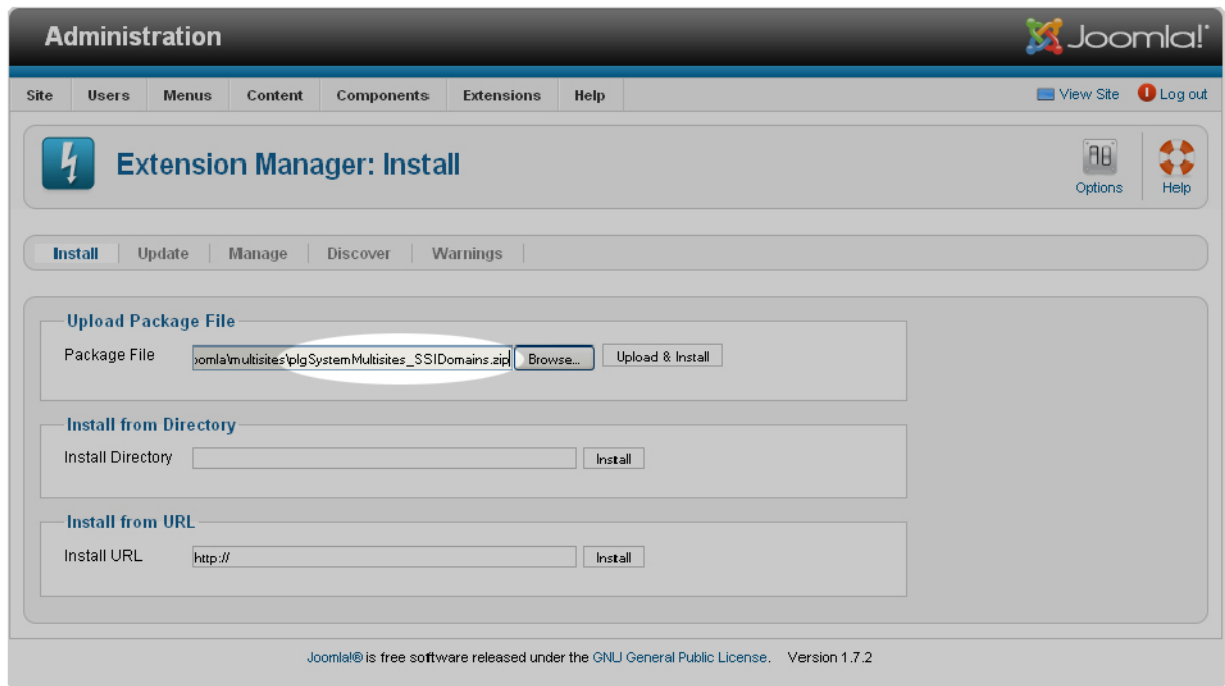 Administration Joomla!
Site Users Menus Content Components Extensions Help View Site Log out
Extension Manager: Install Options Help
Install Update Manage Discover Warnings
Upload Package File
Package File oomla\multisites\plgSystemMultisites_SSIDomains.zip Browse... Upload & Install
Install from Directory
Install Directory Install
Install from URL
Install URL http:// Install
Joomla!® is free software released under the GNU General Public License. Version 1.7.2